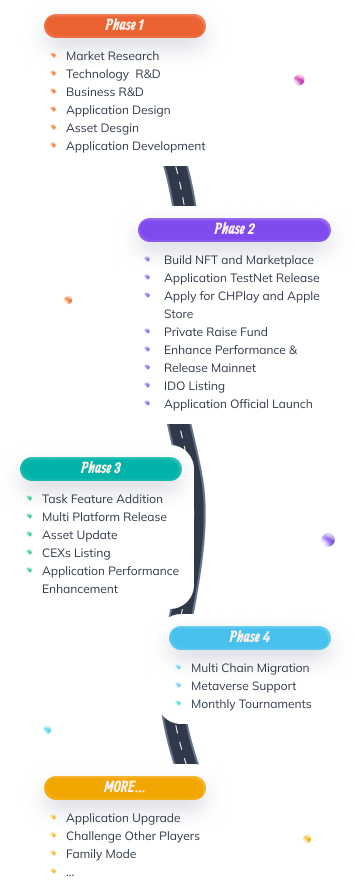 Phase 1
Market Research
Technology R&D
Business R&D
Application Design
Asset Desgin
Application Development
Phase 2
Build NFT and Marketplace
Application TestNet Release
Apply for CHPlay and Apple
Store
Private Raise Fund
Enhance Performance &
Release Mainnet
IDO Listing
Application Official Launch
Phase 3
Task Feature Addition
Multi Platform Release
Asset Update
CEXs Listing
Application Performance
Enhancement
Phase 4
Multi Chain Migration
Metaverse Support
Monthly Tournaments
MORE...
Application Upgrade
Challenge Other Players
Family Mode
...